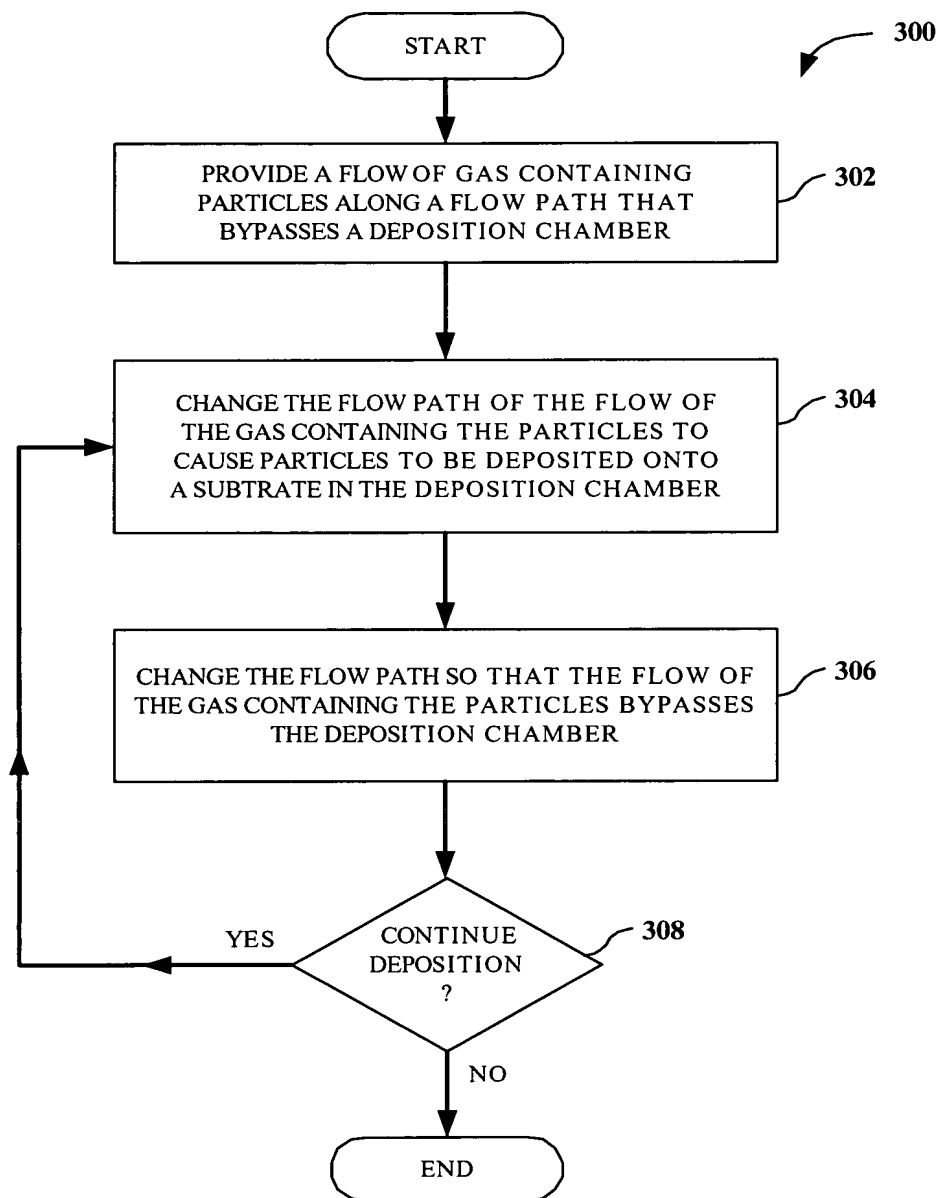 START
300
PROVIDE A FLOW OF GAS CONTAINING
PARTICLES ALONG A FLOW PATH THAT
BYPASSES A DEPOSITION CHAMBER
302
CHANGE THE FLOW PATH OF THE FLOW OF
THE GAS CONTAINING THE PARTICLES TO
CAUSE PARTICLES TO BE DEPOSITED ONTO
A SUBTRATE IN THE DEPOSITION CHAMBER
304
CHANGE THE FLOW PATH SO THAT THE FLOW OF
THE GAS CONTAINING THE PARTICLES BYPASSES
THE DEPOSITION CHAMBER
306
YES
CONTINUE
DEPOSITION
?
308
NO
END